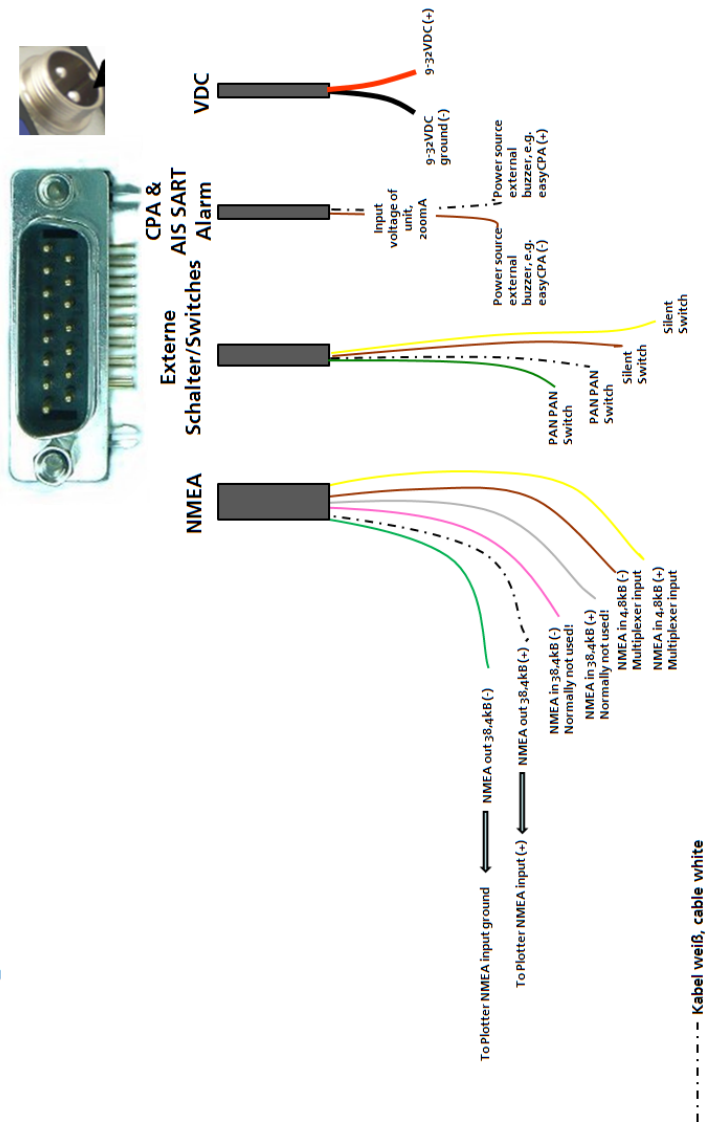 VDC
9-32VDC (+)
9-32VDC
ground (-)
CPA &
AIS SART
Alarm
Input
voltage of
unit,
200mA
Power source
external
buzzer, e.g.
easyCPA (+)
Power source
external
buzzer, e.g.
easyCPA (-)
Externe
Schalter/Switches
Silent
Switch
Silent
Switch
PAN PAN
Switch
PAN PAN
Switch
NMEA
NMEA in 4,8kB (+)
Multiplexer input
NMEA in 4,8kB (-)
Multiplexer input
NMEA in 38,4kB (+)
Normally not used!
NMEA in 38,4kB (-)
Normally not used!
NMEA out 38,4kB (+)
To Plotter NMEA input (+)
NMEA out 38,4kB (-)
To Plotter NMEA input ground
Kabel weiß, cable white